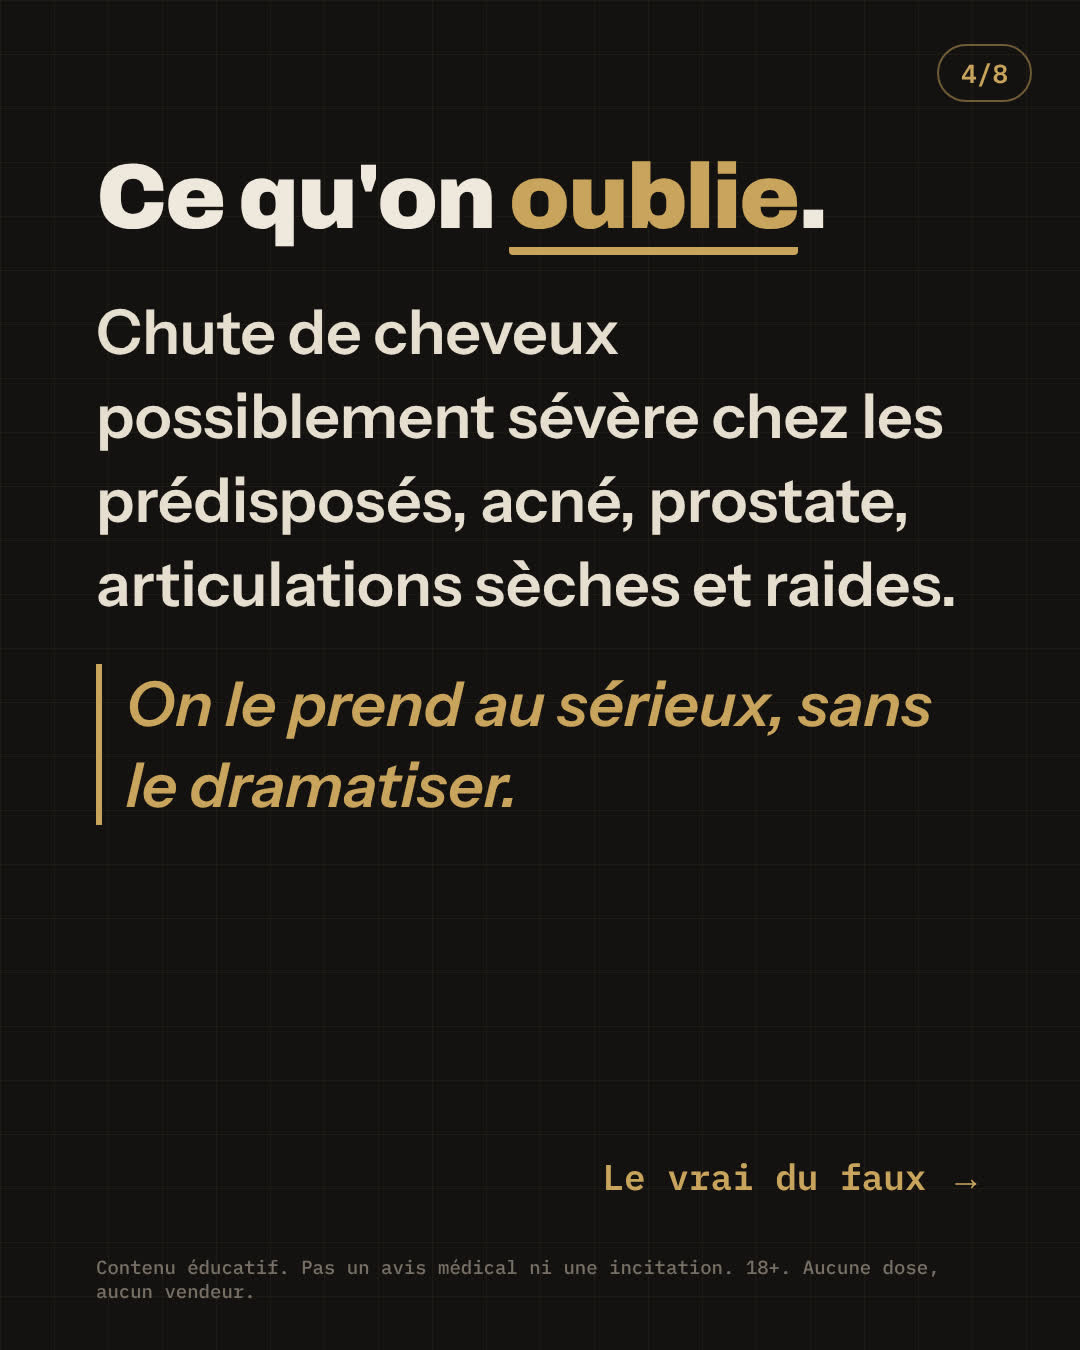 4/8
Ce qu'on oublie.
Chute de cheveux
possiblement sévère chez les
prédisposés, acné, prostate,
articulations sèches et raides.
On le prend au sérieux, sans
le dramatiser.
Le vrai du faux →
Contenu éducatif. Pas un avis médical ni une incitation. 18+. Aucune dose,
aucun vendeur.